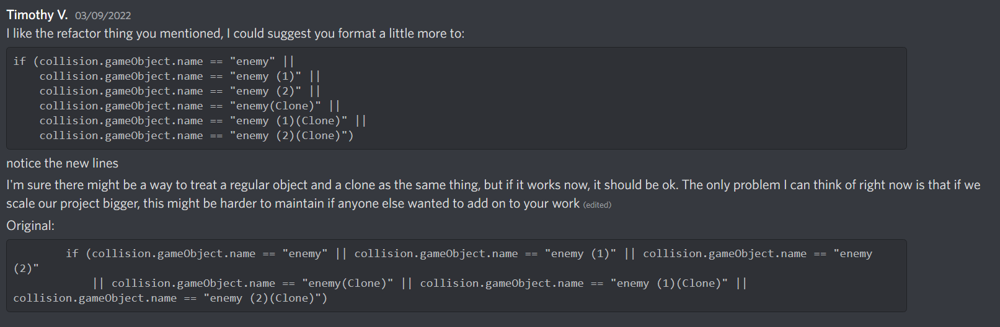 Timothy V. 03/09/2022
I like the refactor thing you mentioned, I could suggest you format a little more to:
if (collision.gameObject.name == "enemy" ||
    collision.gameObject.name == "enemy (1)" ||
    collision.gameObject.name == "enemy (2)" ||
    collision.gameObject.name == "enemy(Clone)" ||
    collision.gameObject.name == "enemy (1)(Clone)" ||
    collision.gameObject.name == "enemy (2)(Clone)")
notice the new lines
I'm sure there might be a way to treat a regular object and a clone as the same thing, but if it works now, it should be ok. The only problem I can think of right now is that if we
scale our project bigger, this might be harder to maintain if anyone else wanted to add on to your work (edited)
Original:
        if (collision.gameObject.name == "enemy" || collision.gameObject.name == "enemy (1)" || collision.gameObject.name == "enemy
(2)"
            || collision.gameObject.name == "enemy(Clone)" || collision.gameObject.name == "enemy (1)(Clone)" ||
collision.gameObject.name == "enemy (2)(Clone)")